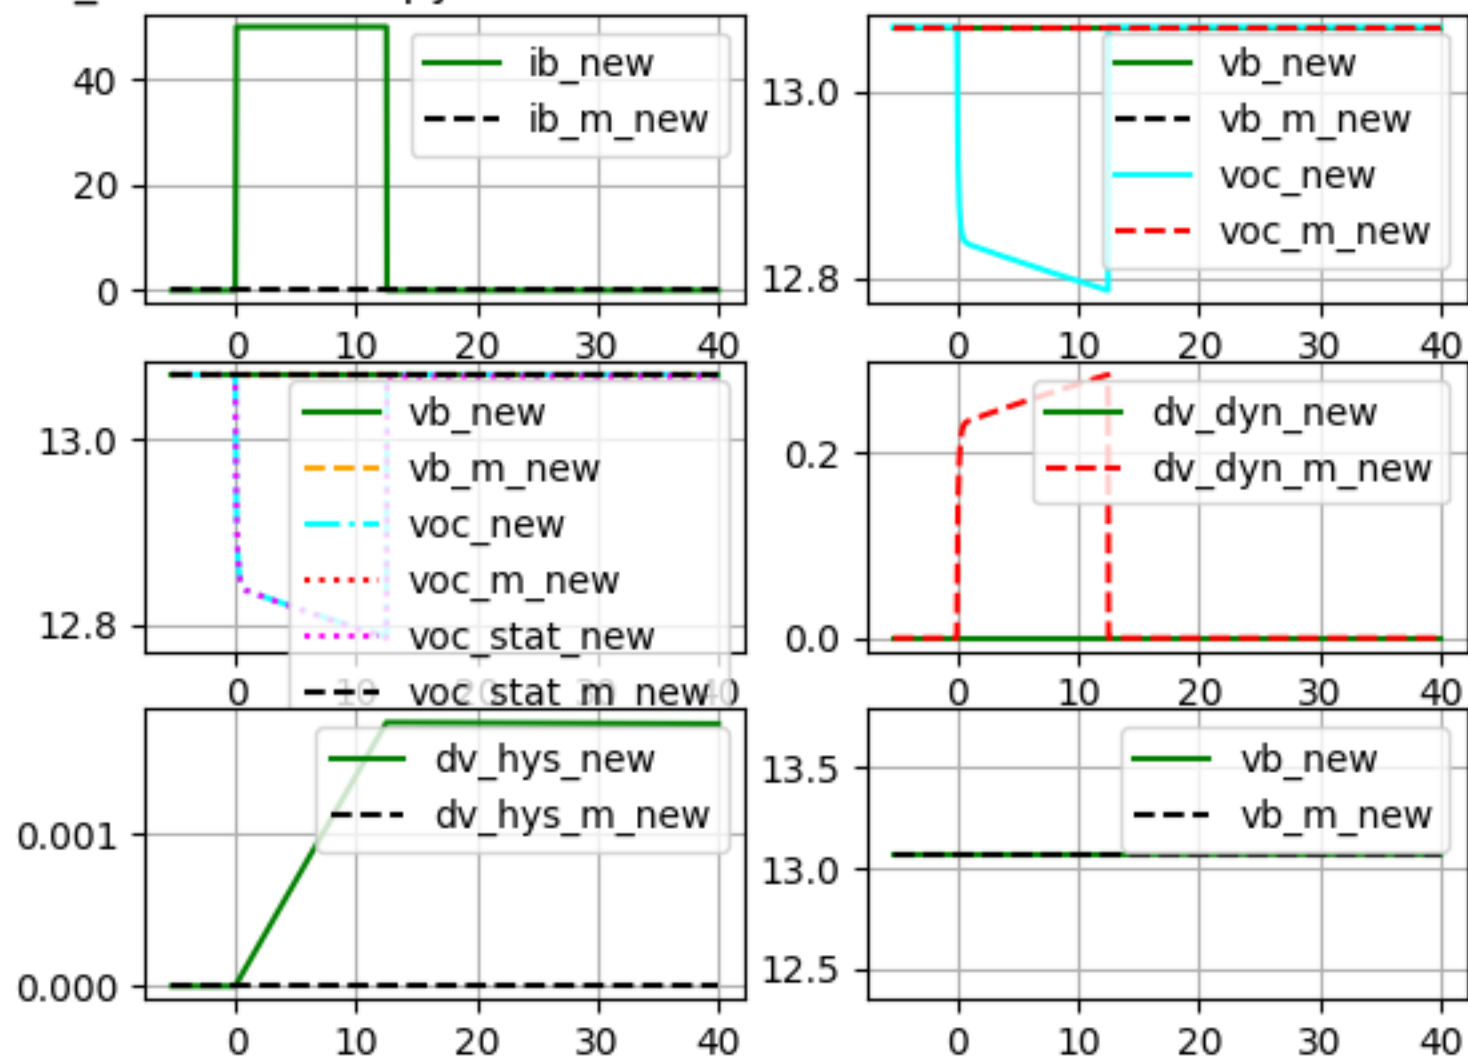 40
20
0
ib_new
ib_m_new
0 10 20 30 40
13.0
12.8
vb_new
vb_m_new
voc_new
voc_m_new
0 10 20 30 40
13.0
12.8
vb_new
vb_m_new
voc_new
voc_m_new
voc_stat_new
voc_stat_m_new
0 10 20 30 40
0.2
0.0
dv_dyn_new
dv_dyn_m_new
0 10 20 30 40
0.001
0.000
dv_hys_new
dv_hys_m_new
0 10 20 30 40
13.5
13.0
12.5
vb_new
vb_m_new
0 10 20 30 40